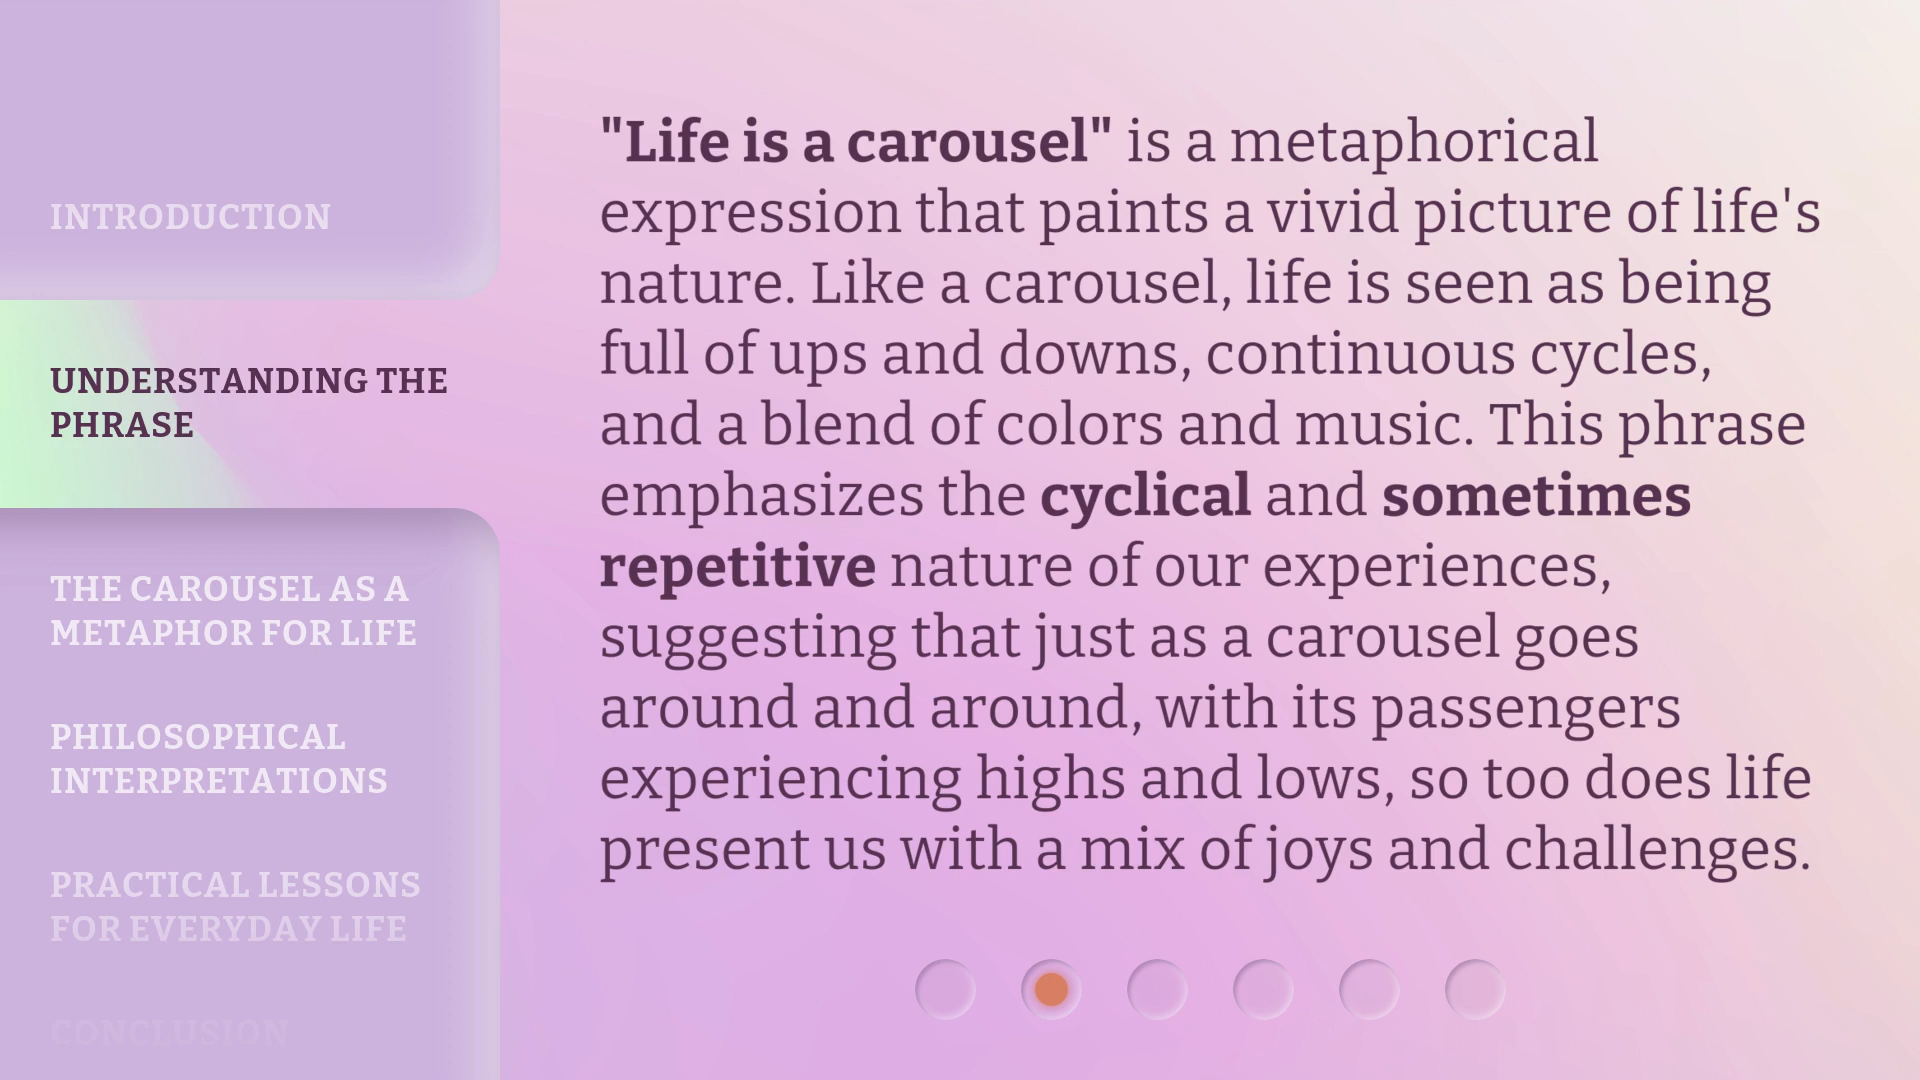 INTRODUCTION
UNDERSTANDING THE
PHRASE
THE CAROUSEL AS A
METAPHOR FOR LIFE
PHILOSOPHICAL
INTERPRETATIONS
PRACTICAL LESSONS
FOR EVERYDAY LIFE
CONCLUSION
"Life is a carousel" is a metaphorical
expression that paints a vivid picture of life's
nature. Like a carousel, life is seen as being
full of ups and downs, continuous cycles,
and a blend of colors and music. This phrase
emphasizes the cyclical and sometimes
repetitive nature of our experiences,
suggesting that just as a carousel goes
around and around, with its passengers
experiencing highs and lows, so too does life
present us with a mix of joys and challenges.